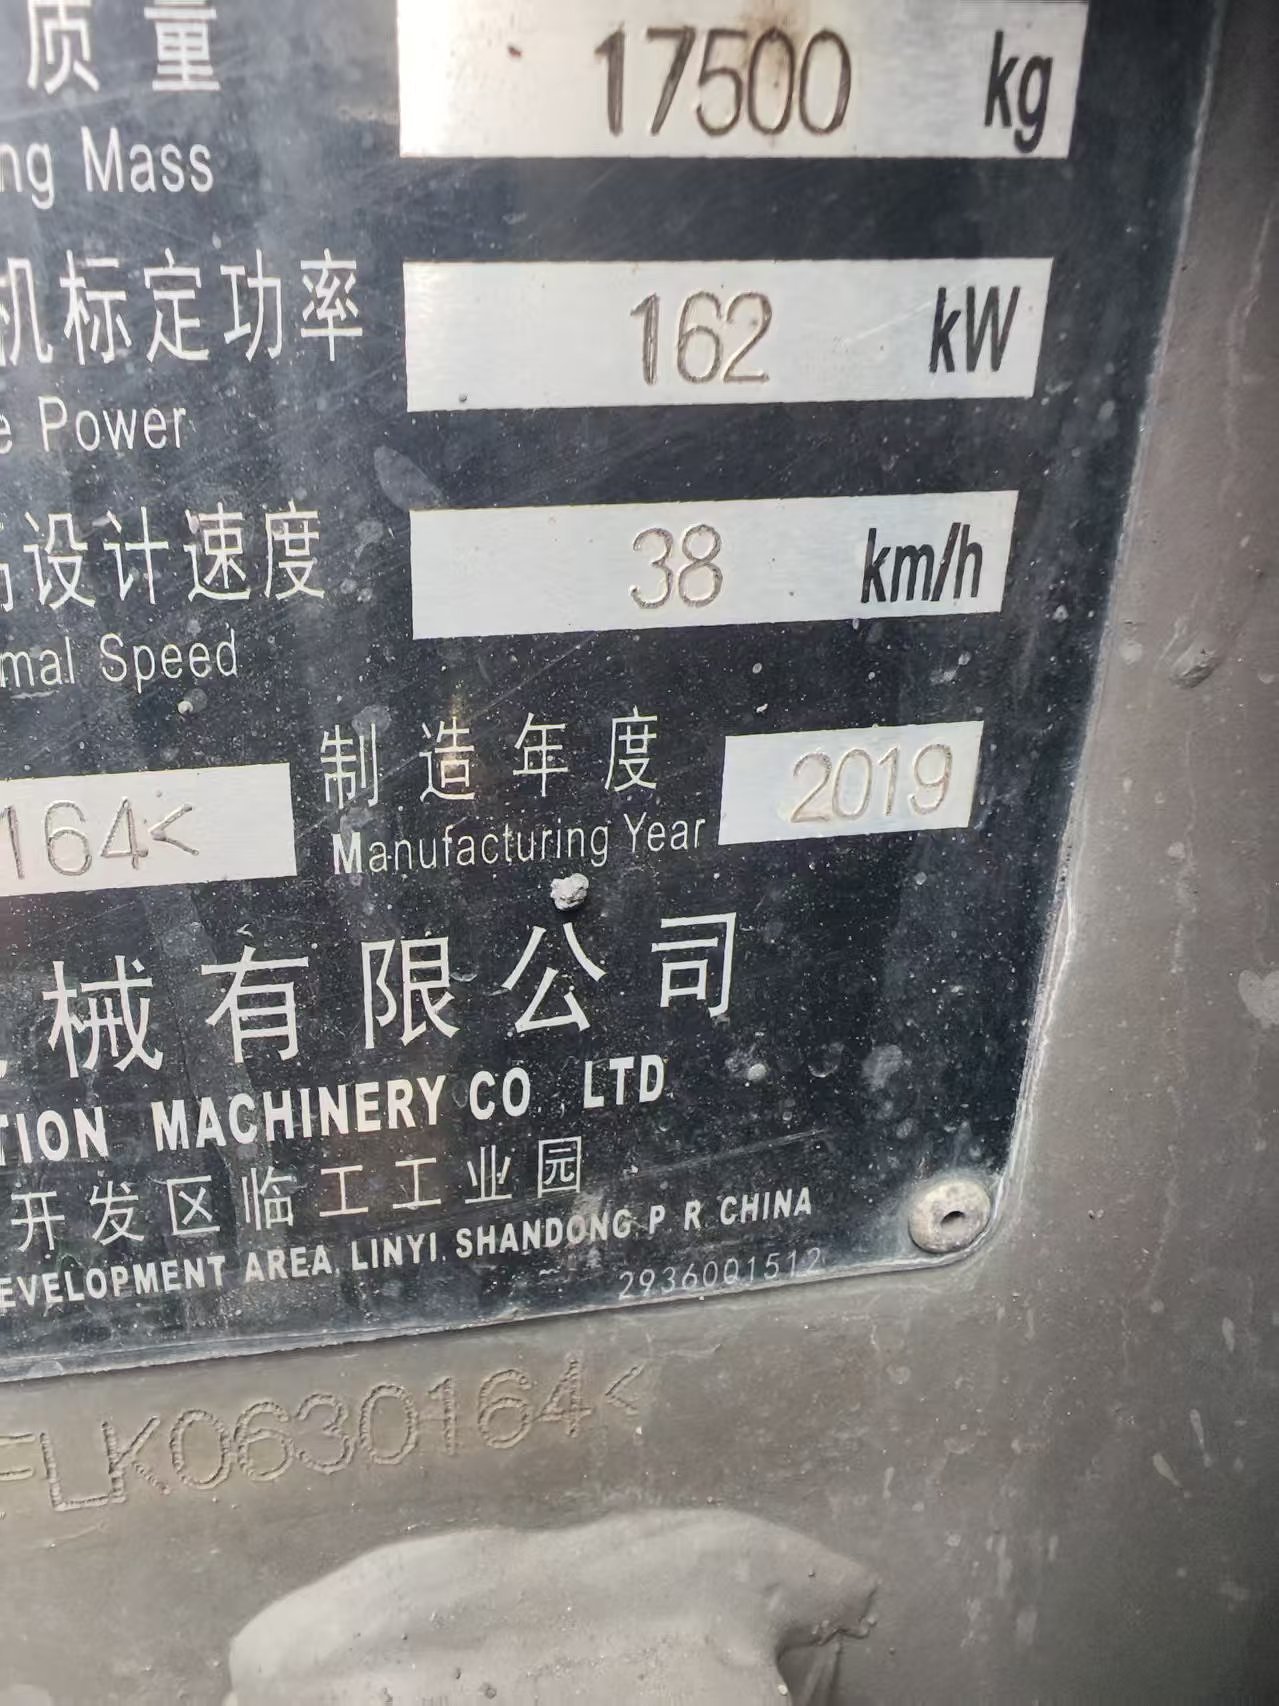 质量 17500 kg
ng Mass
机标定功率 162 kW
e Power
设计速度 38 km/h
mal Speed
164< 制造年度 2019
Manufacturing Year
械有限公司
TION MACHINERY CO., LTD
开发区临工工业园
EVELOPMENT AREA, LINYI, SHANDONG P R CHINA
2936001512
FLK0630164<